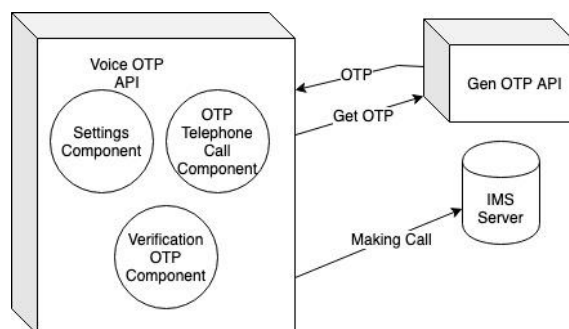 Voice OTP
API
Settings
Component
OTP
Telephone
Call
Component
Verification
OTP
Component
OTP
Get OTP
Making Call
Gen OTP API
IMS
Server